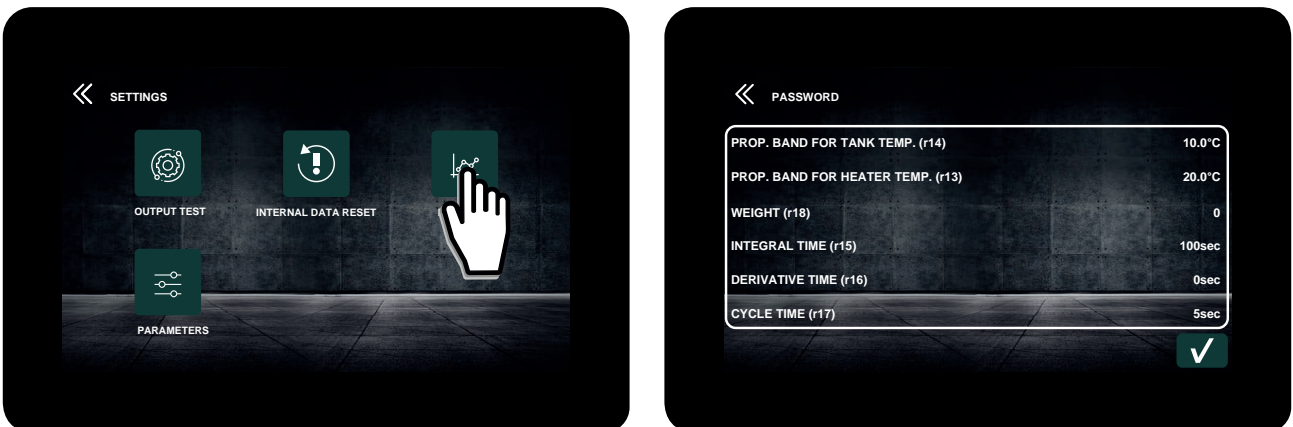 SETTINGS
OUTPUT TEST
INTERNAL DATA RESET
PARAMETERS
PASSWORD
PROP. BAND FOR TANK TEMP. (r14) 10.0°C
PROP. BAND FOR HEATER TEMP. (r13) 20.0°C
WEIGHT (r18) 0
INTEGRAL TIME (r15) 100sec
DERIVATIVE TIME (r16) 0sec
CYCLE TIME (r17) 5sec